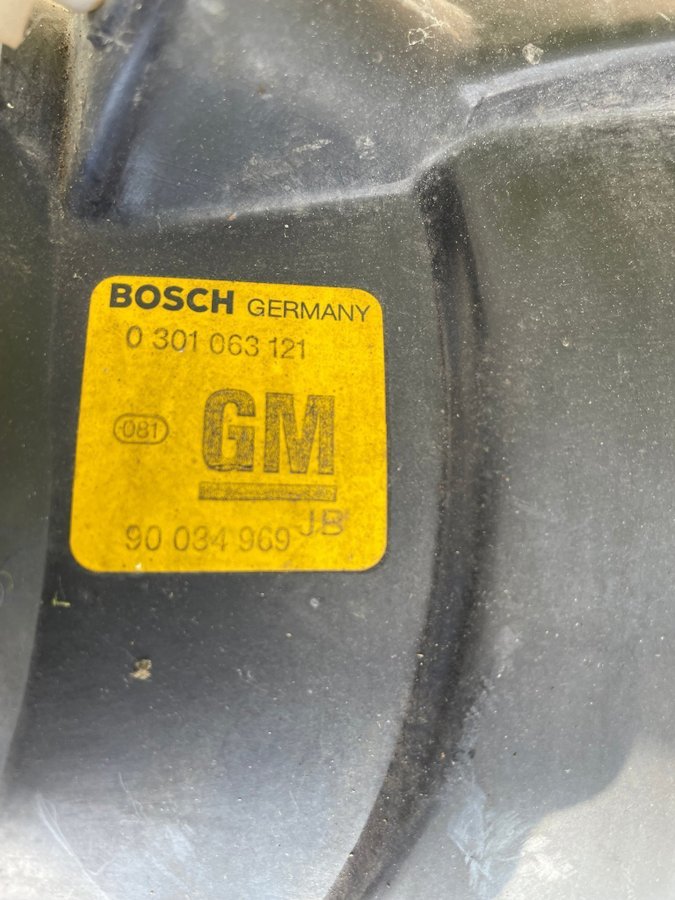 BOSCH GERMANY
0 301 063 121
081
GM
JB
90 034 969